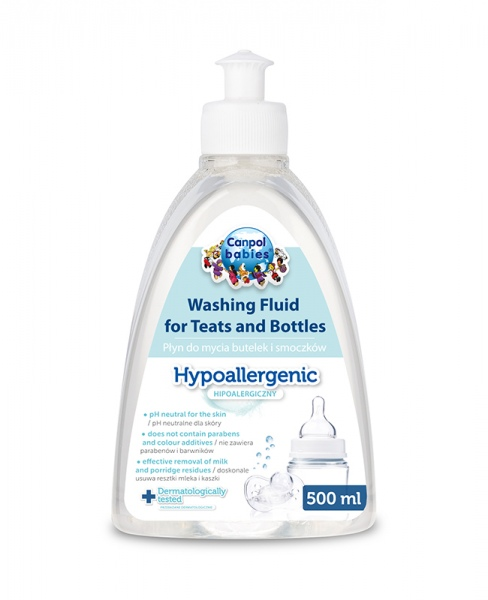 Canpol
babies
Washing Fluid
for Teats and Bottles
Płyn do mycia butelek i smoczków
Hypoallergenic
HIPOALERGICZNY
• pH neutral for the skin
/ pH neutralne dla skóry
• does not contain parabens
and colour additives / nie zawiera
parabenów i barwników
• effective removal of milk
and porridge residues / doskonale
usuwa resztki mleka i kaszki
Dermatologically
tested
500 ml